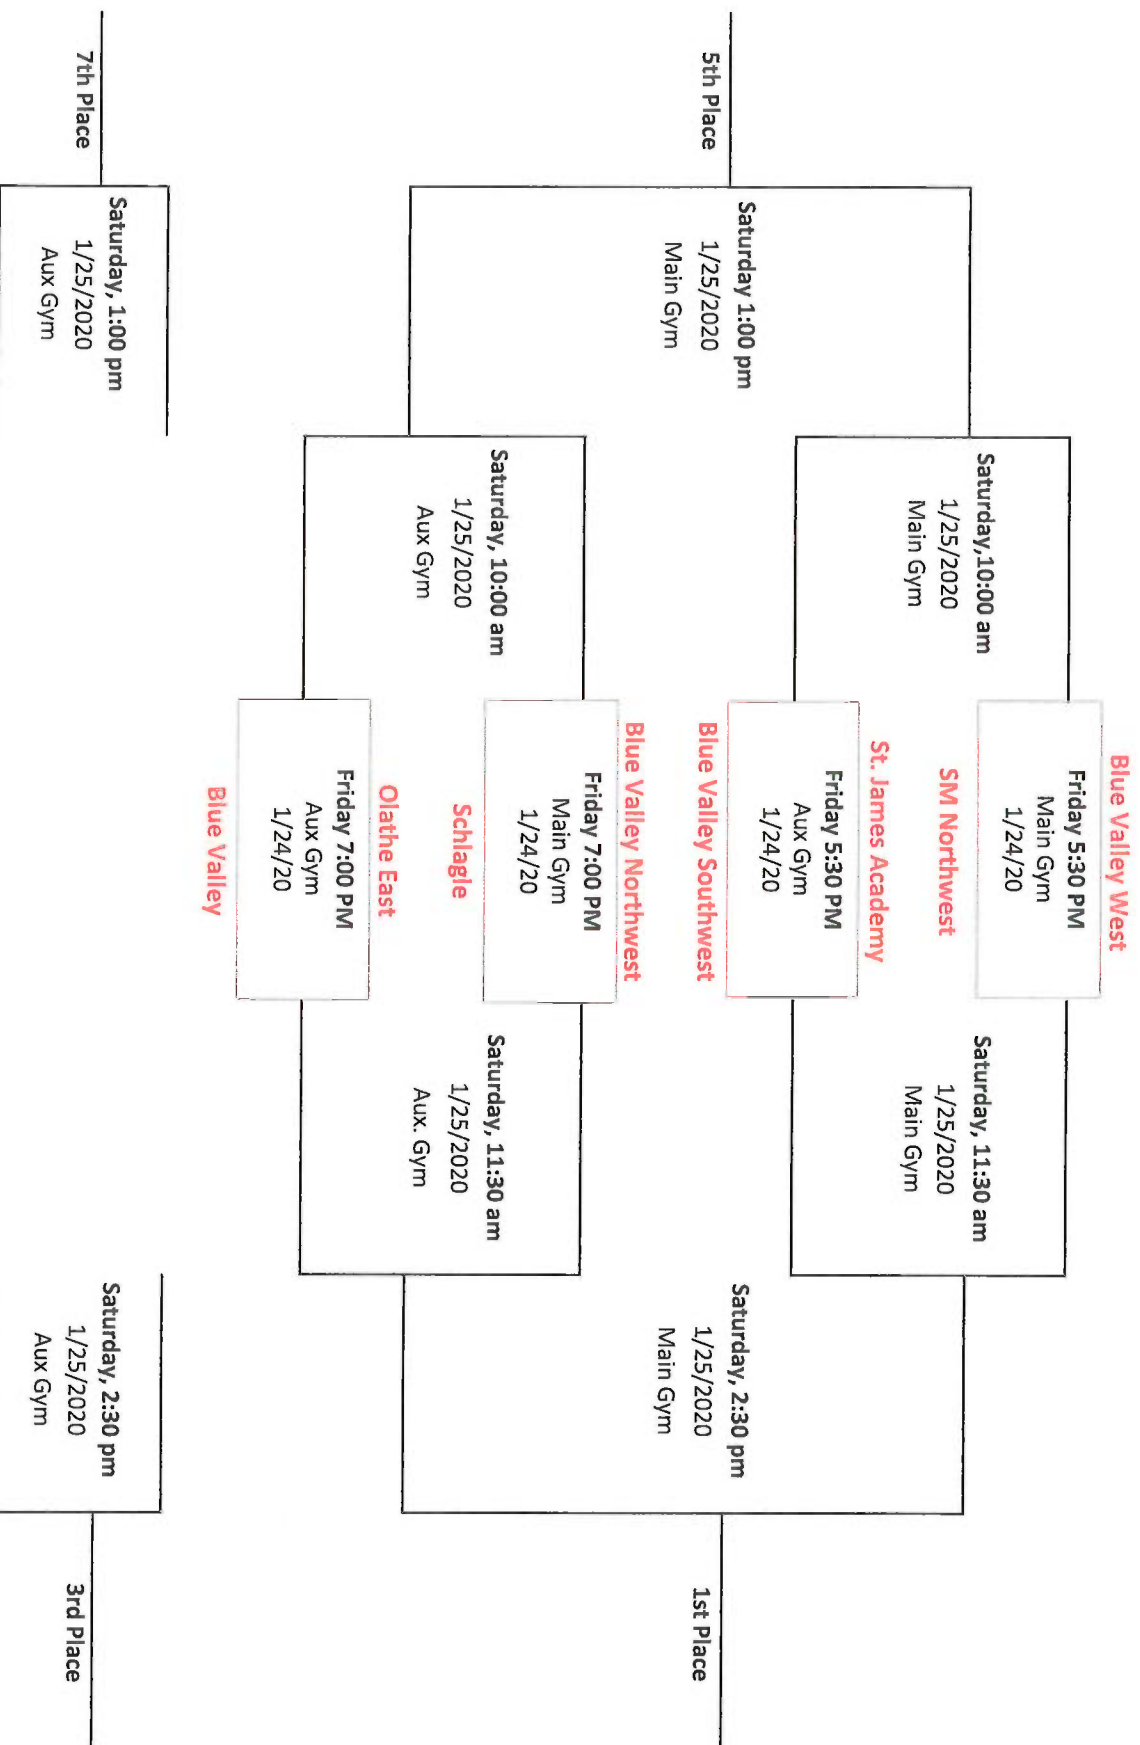 Blue Valley West
Friday 5:30 PM
Main Gym
1/24/20
SM Northwest
St. James Academy
Friday 5:30 PM
Aux Gym
1/24/20
Blue Valley Southwest
Blue Valley Northwest
Friday 7:00 PM
Main Gym
1/24/20
Schlagle
Olathe East
Friday 7:00 PM
Aux Gym
1/24/20
Blue Valley
Saturday,10:00 am
1/25/2020
Main Gym
Saturday, 10:00 am
1/25/2020
Aux Gym
Saturday 1:00 pm
1/25/2020
Main Gym
5th Place
Saturday, 1:00 pm
1/25/2020
Aux Gym
7th Place
Saturday, 11:30 am
1/25/2020
Main Gym
Saturday, 11:30 am
1/25/2020
Aux. Gym
Saturday, 2:30 pm
1/25/2020
Main Gym
1st Place
Saturday, 2:30 pm
1/25/2020
Aux Gym
3rd Place